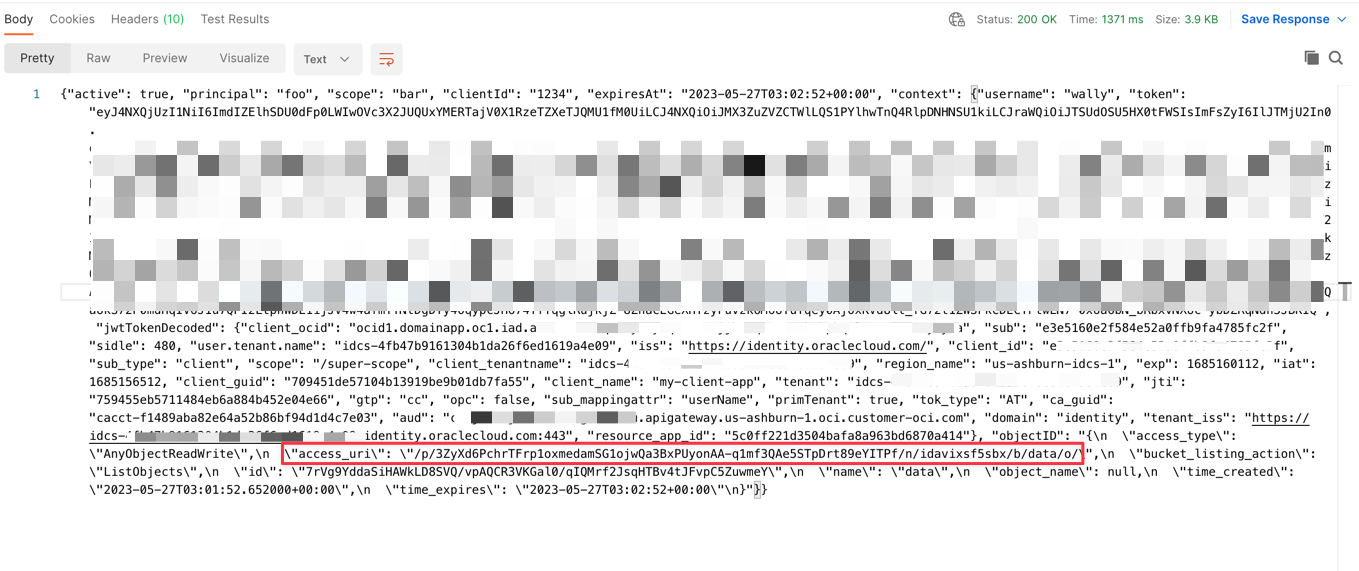 Body Cookies Headers (10) Test Results Status: 200 OK Time: 1371 ms Size: 3.9 KB Save Response
Pretty Raw Preview Visualize Text
1 {"active": true, "principal": "foo", "scope": "bar", "clientId": "1234", "expiresAt": "2023-05-27T03:02:52+00:00", "context": {"username": "wally", "token":
"eyJ4NXQjUzI1NiI6ImdIZElhSDU0dFp0LWIwOVc3X2JUQUxYMERTajV0X1RzeTZXeTJQMU1fM0UiLCJ4NXQiOiJMX3ZuZVZCTWlLQS1PYlhwTnQ4RlpDNHNSU1kiLCJraWQiOiJTSUdOSU5HX0tFWSIsImFsZyI6IlJTMjU2In0
.
m
i
z
i
2
k
z
Q
"jwtTokenDecoded": {"client_ocid": "ocid1.domainapp.oc1.iad.a a", "sub": "e3e5160e2f584e52a0ffb9fa4785fc2f",
"sidle": 480, "user.tenant.name": "idcs-4fb47b9161304b1da26f6ed1619a4e09", "iss": "https://identity.oraclecloud.com/", "client_id": "e f",
"sub_type": "client", "scope": "/super-scope", "client_tenantname": "idcs-4 9", "region_name": "us-ashburn-idcs-1", "exp": 1685160112, "iat":
1685156512, "client_guid": "709451de57104b13919be9b01db7fa55", "client_name": "my-client-app", "tenant": "idcs- 0", "jti":
"759455eb5711484eb6a884b452e04e66", "gtp": "cc", "opc": false, "sub_mappingattr": "userName", "primTenant": true, "tok_type": "AT", "ca_guid":
"cacct-f1489aba82e64a52b86bf94d1d4c7e03", "aud": "c .apigateway.us-ashburn-1.oci.customer-oci.com", "domain": "identity", "tenant_iss": "https://
idcs- identity.oraclecloud.com:443", "resource_app_id": "5c0ff221d3504bafa8a963bd6870a414"}, "objectID": "{\n \"access_type\":
\"AnyObjectReadWrite\",\n \"access_uri\": \"/p/3ZyXd6PchrTFrp1oxmedamSG1ojwQa3BxPUyonAA-q1mf3QAe5STpDrt89eYITPf/n/idavixsf5sbx/b/data/o/\",\n \"bucket_listing_action\":
\"ListObjects\",\n \"id\": \"7rVg9YddaSiHAWkLD8SVQ/vpAQCR3VKGal0/qIQMrf2JsqHTBv4tJFvpC5ZuwmeY\",\n \"name\": \"data\",\n \"object_name\": null,\n \"time_created\":
\"2023-05-27T03:01:52.652000+00:00\",\n \"time_expires\": \"2023-05-27T03:02:52+00:00\"\n}"}}